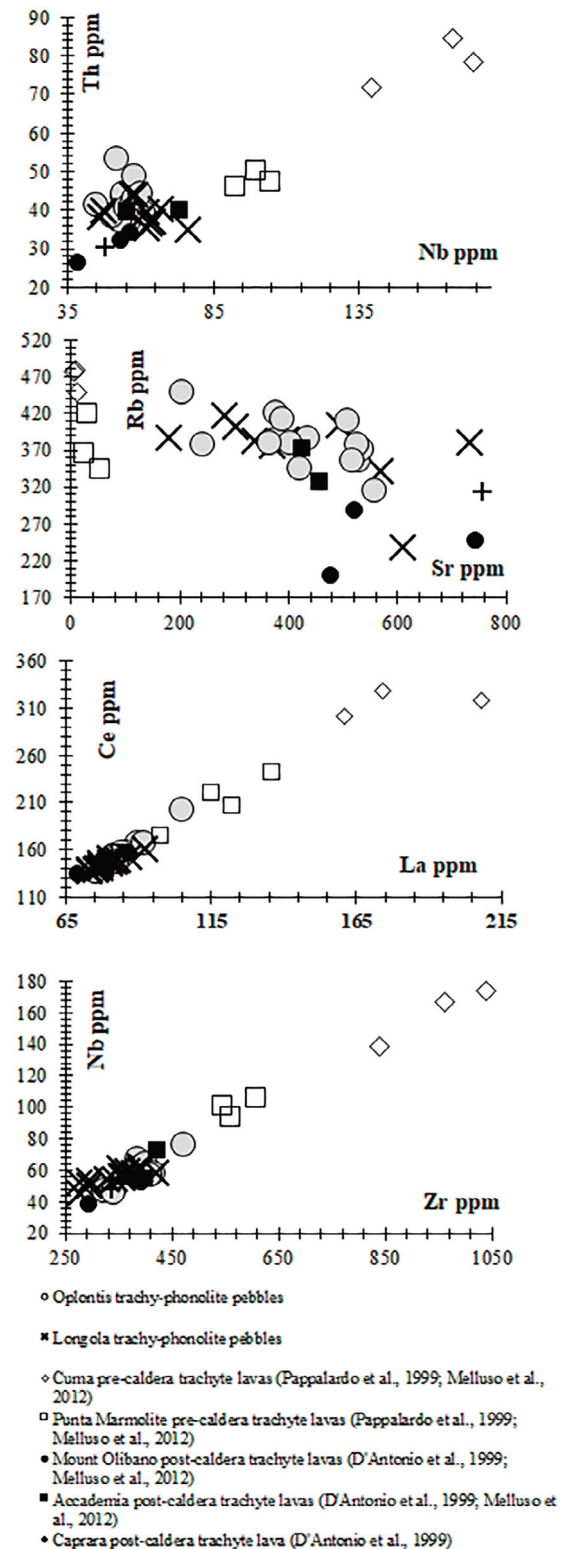 90
Th ppm
80
70
60
50
40
30
Nb ppm
20
35 85 135
520
Rb ppm
470
420
370
320
270
220
Sr ppm
170
0 200 400 600 800
360
Ce ppm
310
260
210
160
La ppm
110
65 115 165 215
180
Nb ppm
160
140
120
100
80
60
40
Zr ppm
20
250 450 650 850 1050
Oplontis trachy-phonolite pebbles
Longola trachy-phonolite pebbles
Cuma pre-caldera trachyte lavas (Pappalardo et al., 1999; Melluso et al.,
2012)
Punta Marmolite pre-caldera trachyte lavas (Pappalardo et al., 1999;
Melluso et al., 2012)
Mount Olibano post-caldera trachyte lavas (D'Antonio et al., 1999;
Melluso et al., 2012)
Accademia post-caldera trachyte lavas (D'Antonio et al., 1999; Melluso et
al., 2012)
Caprara post-caldera trachyte lava (D'Antonio et al., 1999)